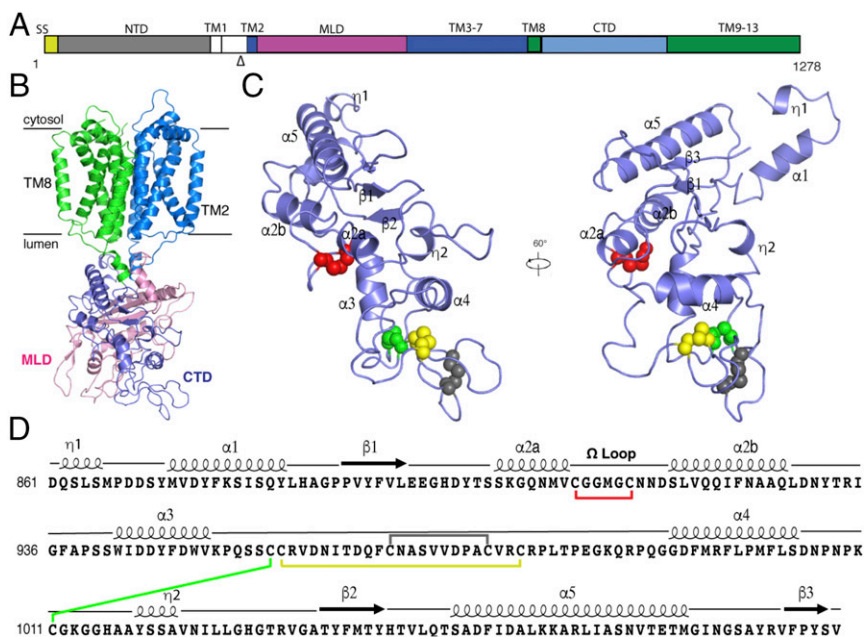 A
SS NTD TM1 TM2 MLD TM3-7 TM8 CTD TM9-13
1 Δ 1278
B
cytosol
TM8
TM2
lumen
MLD
CTD
C
η1
α5
β1
α2b
α2a
β2
η2
α3
α4
60°
η1
α5
β3
α1
β1
α2b
α2a
η2
α4
D
η1 α1 β1 α2a Ω Loop α2b
861 DQSLSMPDDSYMVDYFKSISQYLHAGPPVYFVLEEGHDYTSSKGQNMVCGGMGCNNDSLVQQIFNAAQLDNYTRI
α3 α4
936 GFAPSSWIDDYFDWVKPQSSCCRVDNITDQFCNASVVDPACVRCRPLTPEGKQRPQGGDFMRFLPMFLSDNPNPK
η2 β2 α5 β3
1011 CGKGGHAAYSSAVNILLGHGTRVGATYFMTYHTVLQTSADFIDALKKARLIASNVTETMGINGSAYRVFPYSV